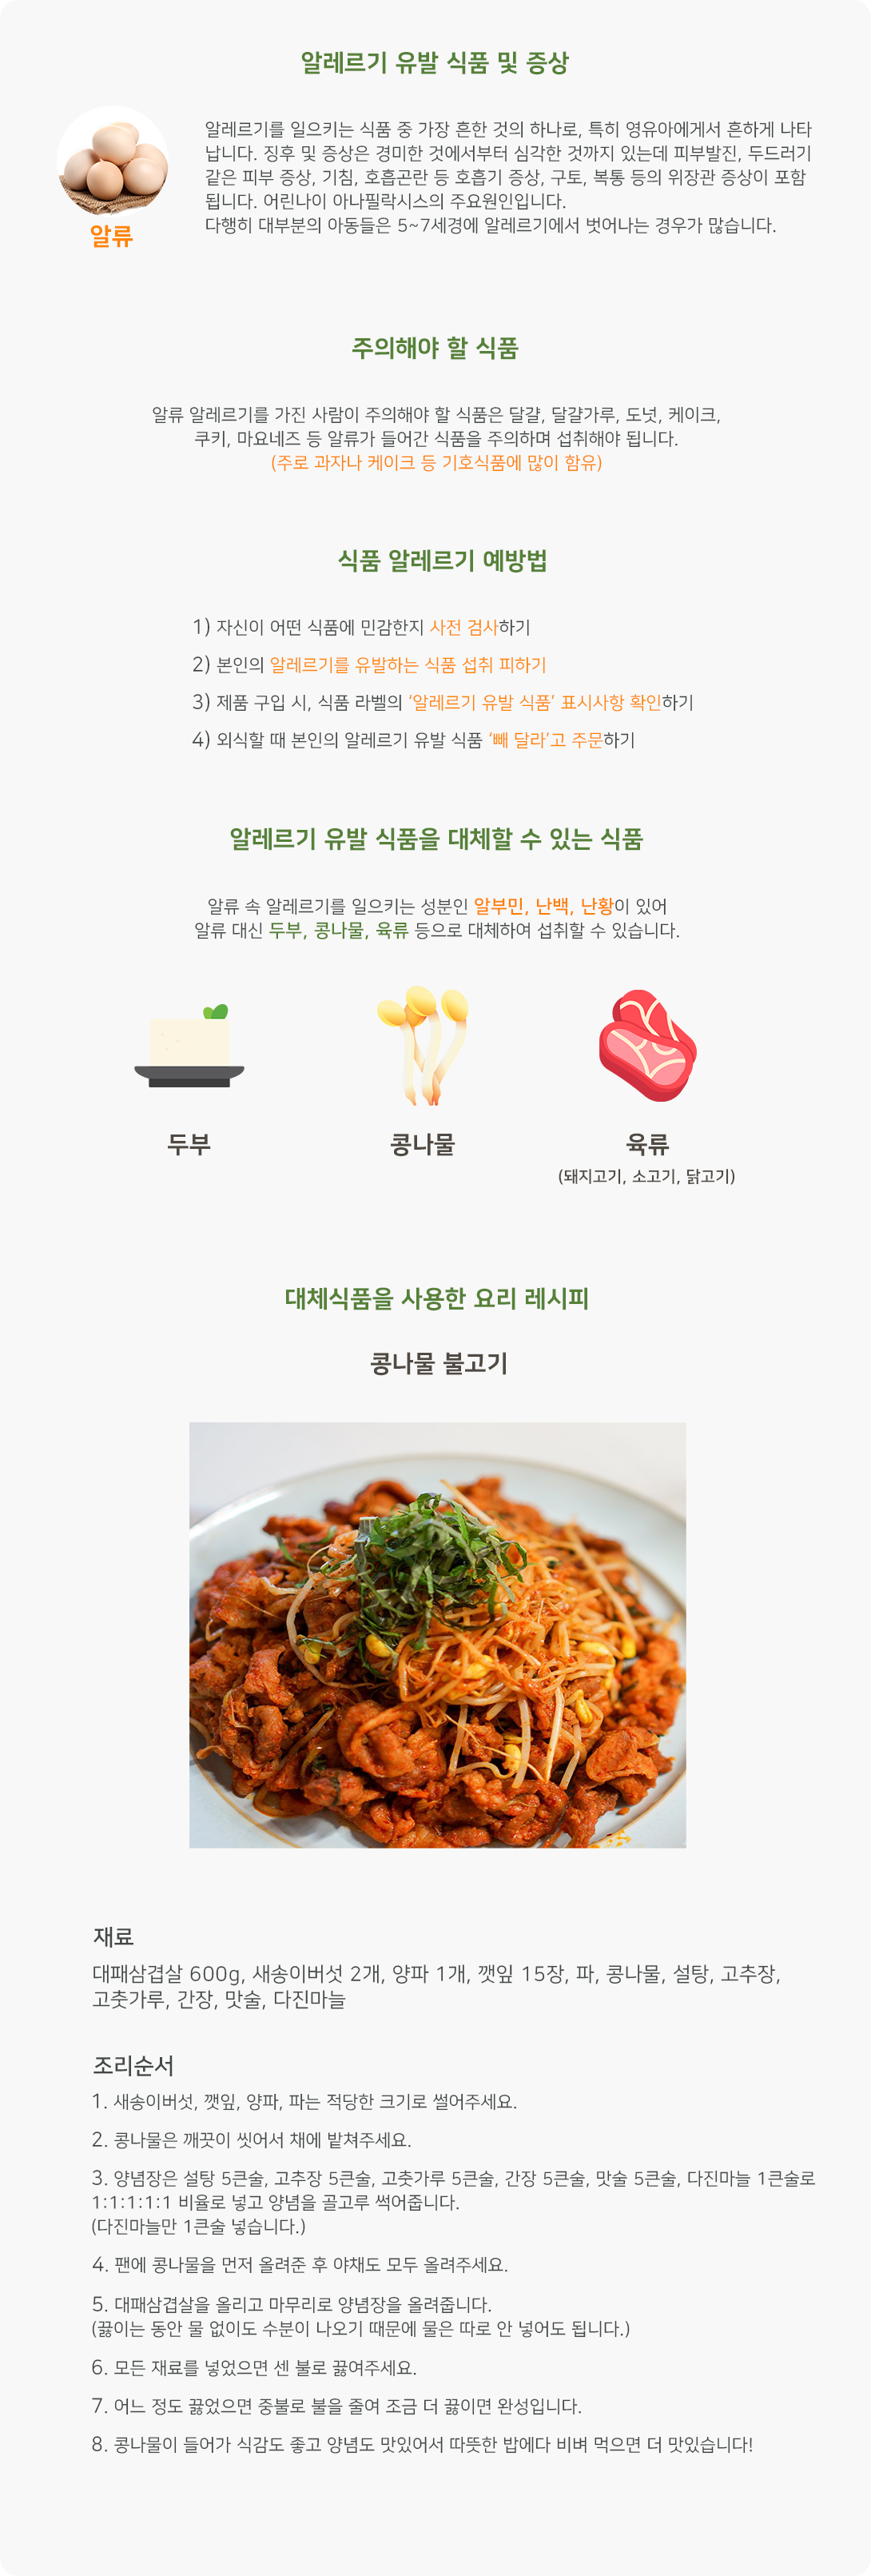 알레르기 유발 식품 및 증상
알레르기를 일으키는 식품 중 가장 흔한 것의 하나로, 특히 영유아에게서 흔하게 나타
납니다. 징후 및 증상은 경미한 것에서부터 심각한 것까지 있는데 피부발진, 두드러기
같은 피부 증상, 기침, 호흡곤란 등 호흡기 증상, 구토, 복통 등의 위장관 증상이 포함
됩니다. 어린나이 아나필락시스의 주요원인입니다.
다행히 대부분의 아동들은 5~7세경에 알레르기에서 벗어나는 경우가 많습니다.
알류
주의해야 할 식품
알류 알레르기를 가진 사람이 주의해야 할 식품은 달걀, 달걀가루, 도넛, 케이크,
쿠키, 마요네즈 등 알류가 들어간 식품을 주의하며 섭취해야 됩니다.
(주로 과자나 케이크 등 기호식품에 많이 함유)
식품 알레르기 예방법
1) 자신이 어떤 식품에 민감한지 사전 검사하기
2) 본인의 알레르기를 유발하는 식품 섭취 피하기
3) 제품 구입 시, 식품 라벨의 ‘알레르기 유발 식품’ 표시사항 확인하기
4) 외식할 때 본인의 알레르기 유발 식품 ‘빼 달라’고 주문하기
알레르기 유발 식품을 대체할 수 있는 식품
알류 속 알레르기를 일으키는 성분인 알부민, 난백, 난황이 있어
알류 대신 두부, 콩나물, 육류 등으로 대체하여 섭취할 수 있습니다.
두부
콩나물
육류
(돼지고기, 소고기, 닭고기)
대체식품을 사용한 요리 레시피
콩나물 불고기
재료
대패삼겹살 600g, 새송이버섯 2개, 양파 1개, 깻잎 15장, 파, 콩나물, 설탕, 고추장,
고춧가루, 간장, 맛술, 다진마늘
조리순서
1. 새송이버섯, 깻잎, 양파, 파는 적당한 크기로 썰어주세요.
2. 콩나물은 깨끗이 씻어서 채에 밭쳐주세요.
3. 양념장은 설탕 5큰술, 고추장 5큰술, 고춧가루 5큰술, 간장 5큰술, 맛술 5큰술, 다진마늘 1큰술로
1:1:1:1:1 비율로 넣고 양념을 골고루 썩어줍니다.
(다진마늘만 1큰술 넣습니다.)
4. 팬에 콩나물을 먼저 올려준 후 야채도 모두 올려주세요.
5. 대패삼겹살을 올리고 마무리로 양념장을 올려줍니다.
(끓이는 동안 물 없이도 수분이 나오기 때문에 물은 따로 안 넣어도 됩니다.)
6. 모든 재료를 넣었으면 센 불로 끓여주세요.
7. 어느 정도 끓었으면 중불로 불을 줄여 조금 더 끓이면 완성입니다.
8. 콩나물이 들어가 식감도 좋고 양념도 맛있어서 따뜻한 밥에다 비벼 먹으면 더 맛있습니다!